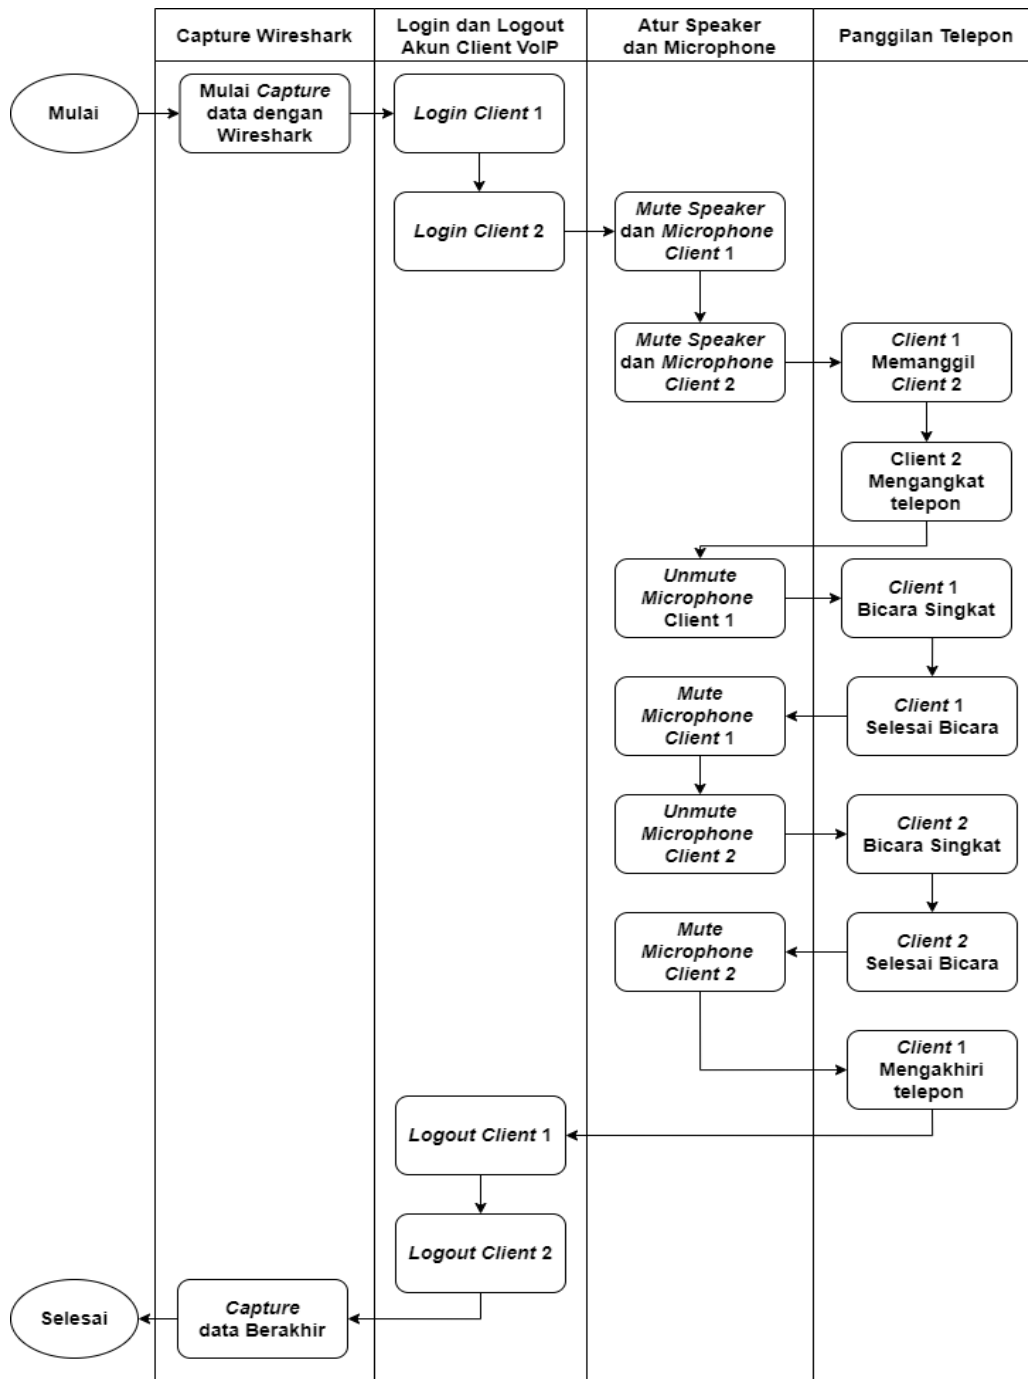 Capture Wireshark
Login dan Logout
Akun Client VoIP
Atur Speaker
dan Microphone
Panggilan Telepon
Mulai
Mulai Capture
data dengan
Wireshark
Login Client 1
Login Client 2
Mute Speaker
dan Microphone
Client 1
Mute Speaker
dan Microphone
Client 2
Client 1
Memanggil
Client 2
Client 2
Mengangkat
telepon
Unmute
Microphone
Client 1
Client 1
Bicara Singkat
Client 1
Selesai Bicara
Mute
Microphone
Client 1
Unmute
Microphone
Client 2
Client 2
Bicara Singkat
Client 2
Selesai Bicara
Mute
Microphone
Client 2
Client 1
Mengakhiri
telepon
Logout Client 1
Logout Client 2
Capture
data Berakhir
Selesai